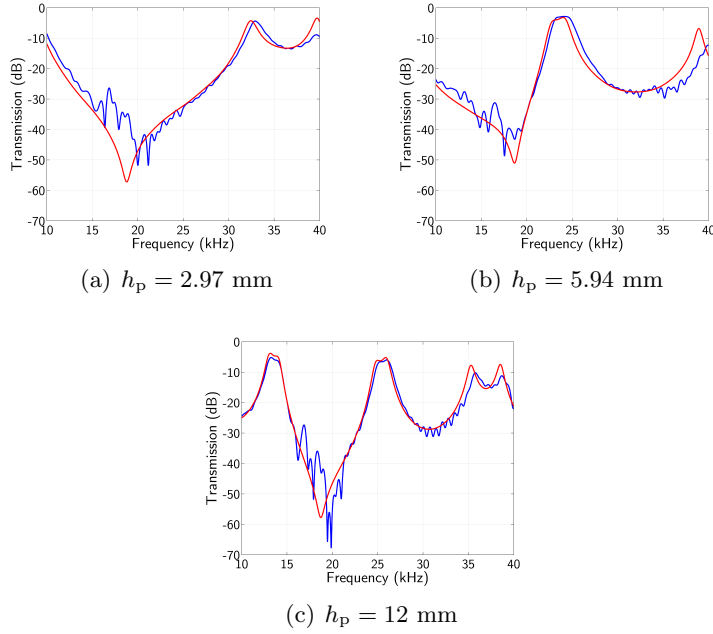 0
-10
-20
-30
-40
-50
-60
-70
10 15 20 25 30 35 40
Transmission (dB)
Frequency (kHz)
(a) hp = 2.97 mm
0
-10
-20
-30
-40
-50
-60
-70
10 15 20 25 30 35 40
Transmission (dB)
Frequency (kHz)
(b) hp = 5.94 mm
0
-10
-20
-30
-40
-50
-60
-70
10 15 20 25 30 35 40
Transmission (dB)
Frequency (kHz)
(c) hp = 12 mm